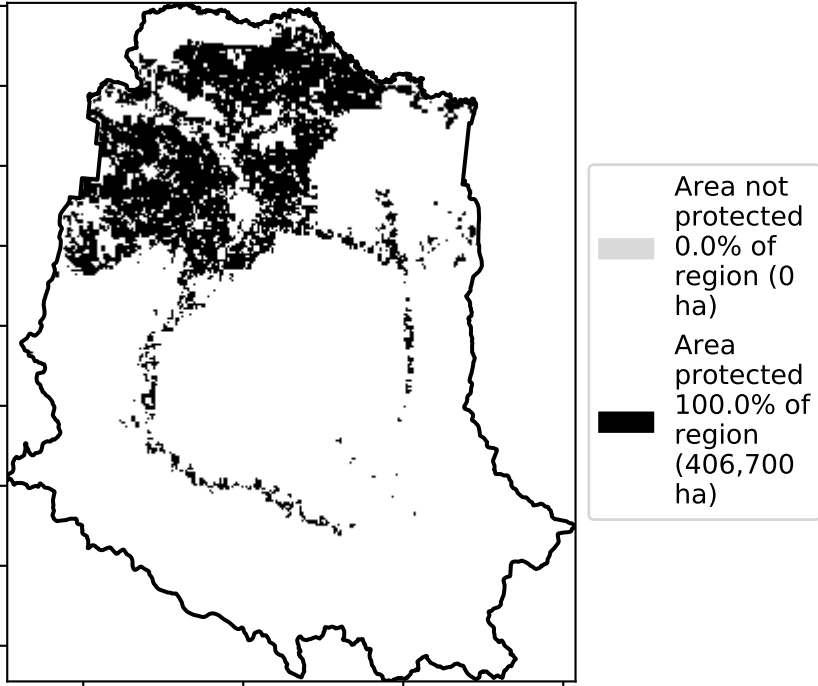 Area not
protected
0.0% of
region (0
ha)
Area
protected
100.0% of
region
(406,700
ha)